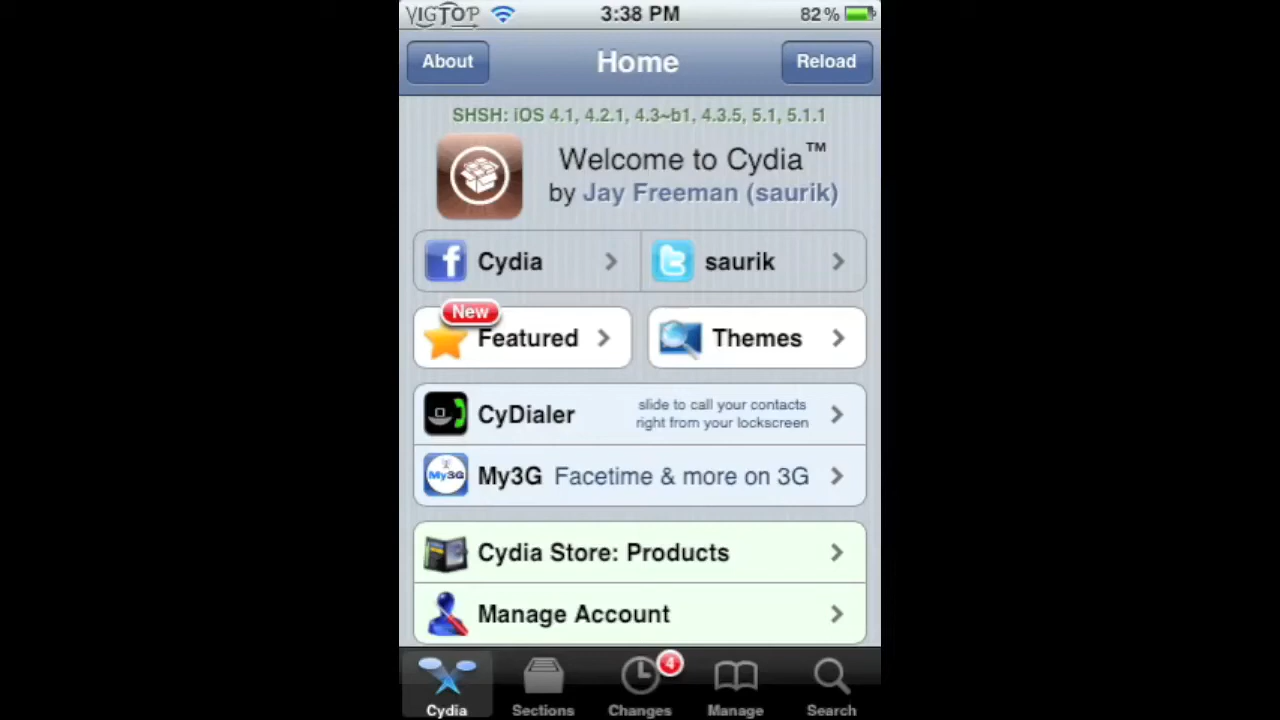 VIGTOP 3:38 PM 82%
About Home Reload
SHSH: iOS 4.1, 4.2.1, 4.3~b1, 4.3.5, 5.1, 5.1.1
Welcome to Cydia™
by Jay Freeman (saurik)
f Cydia t saurik
New
Featured Themes
CyDialer slide to call your contacts
right from your lockscreen
My3G My3G Facetime & more on 3G
Cydia Store: Products
Manage Account
4
Cydia Sections Changes Manage Search